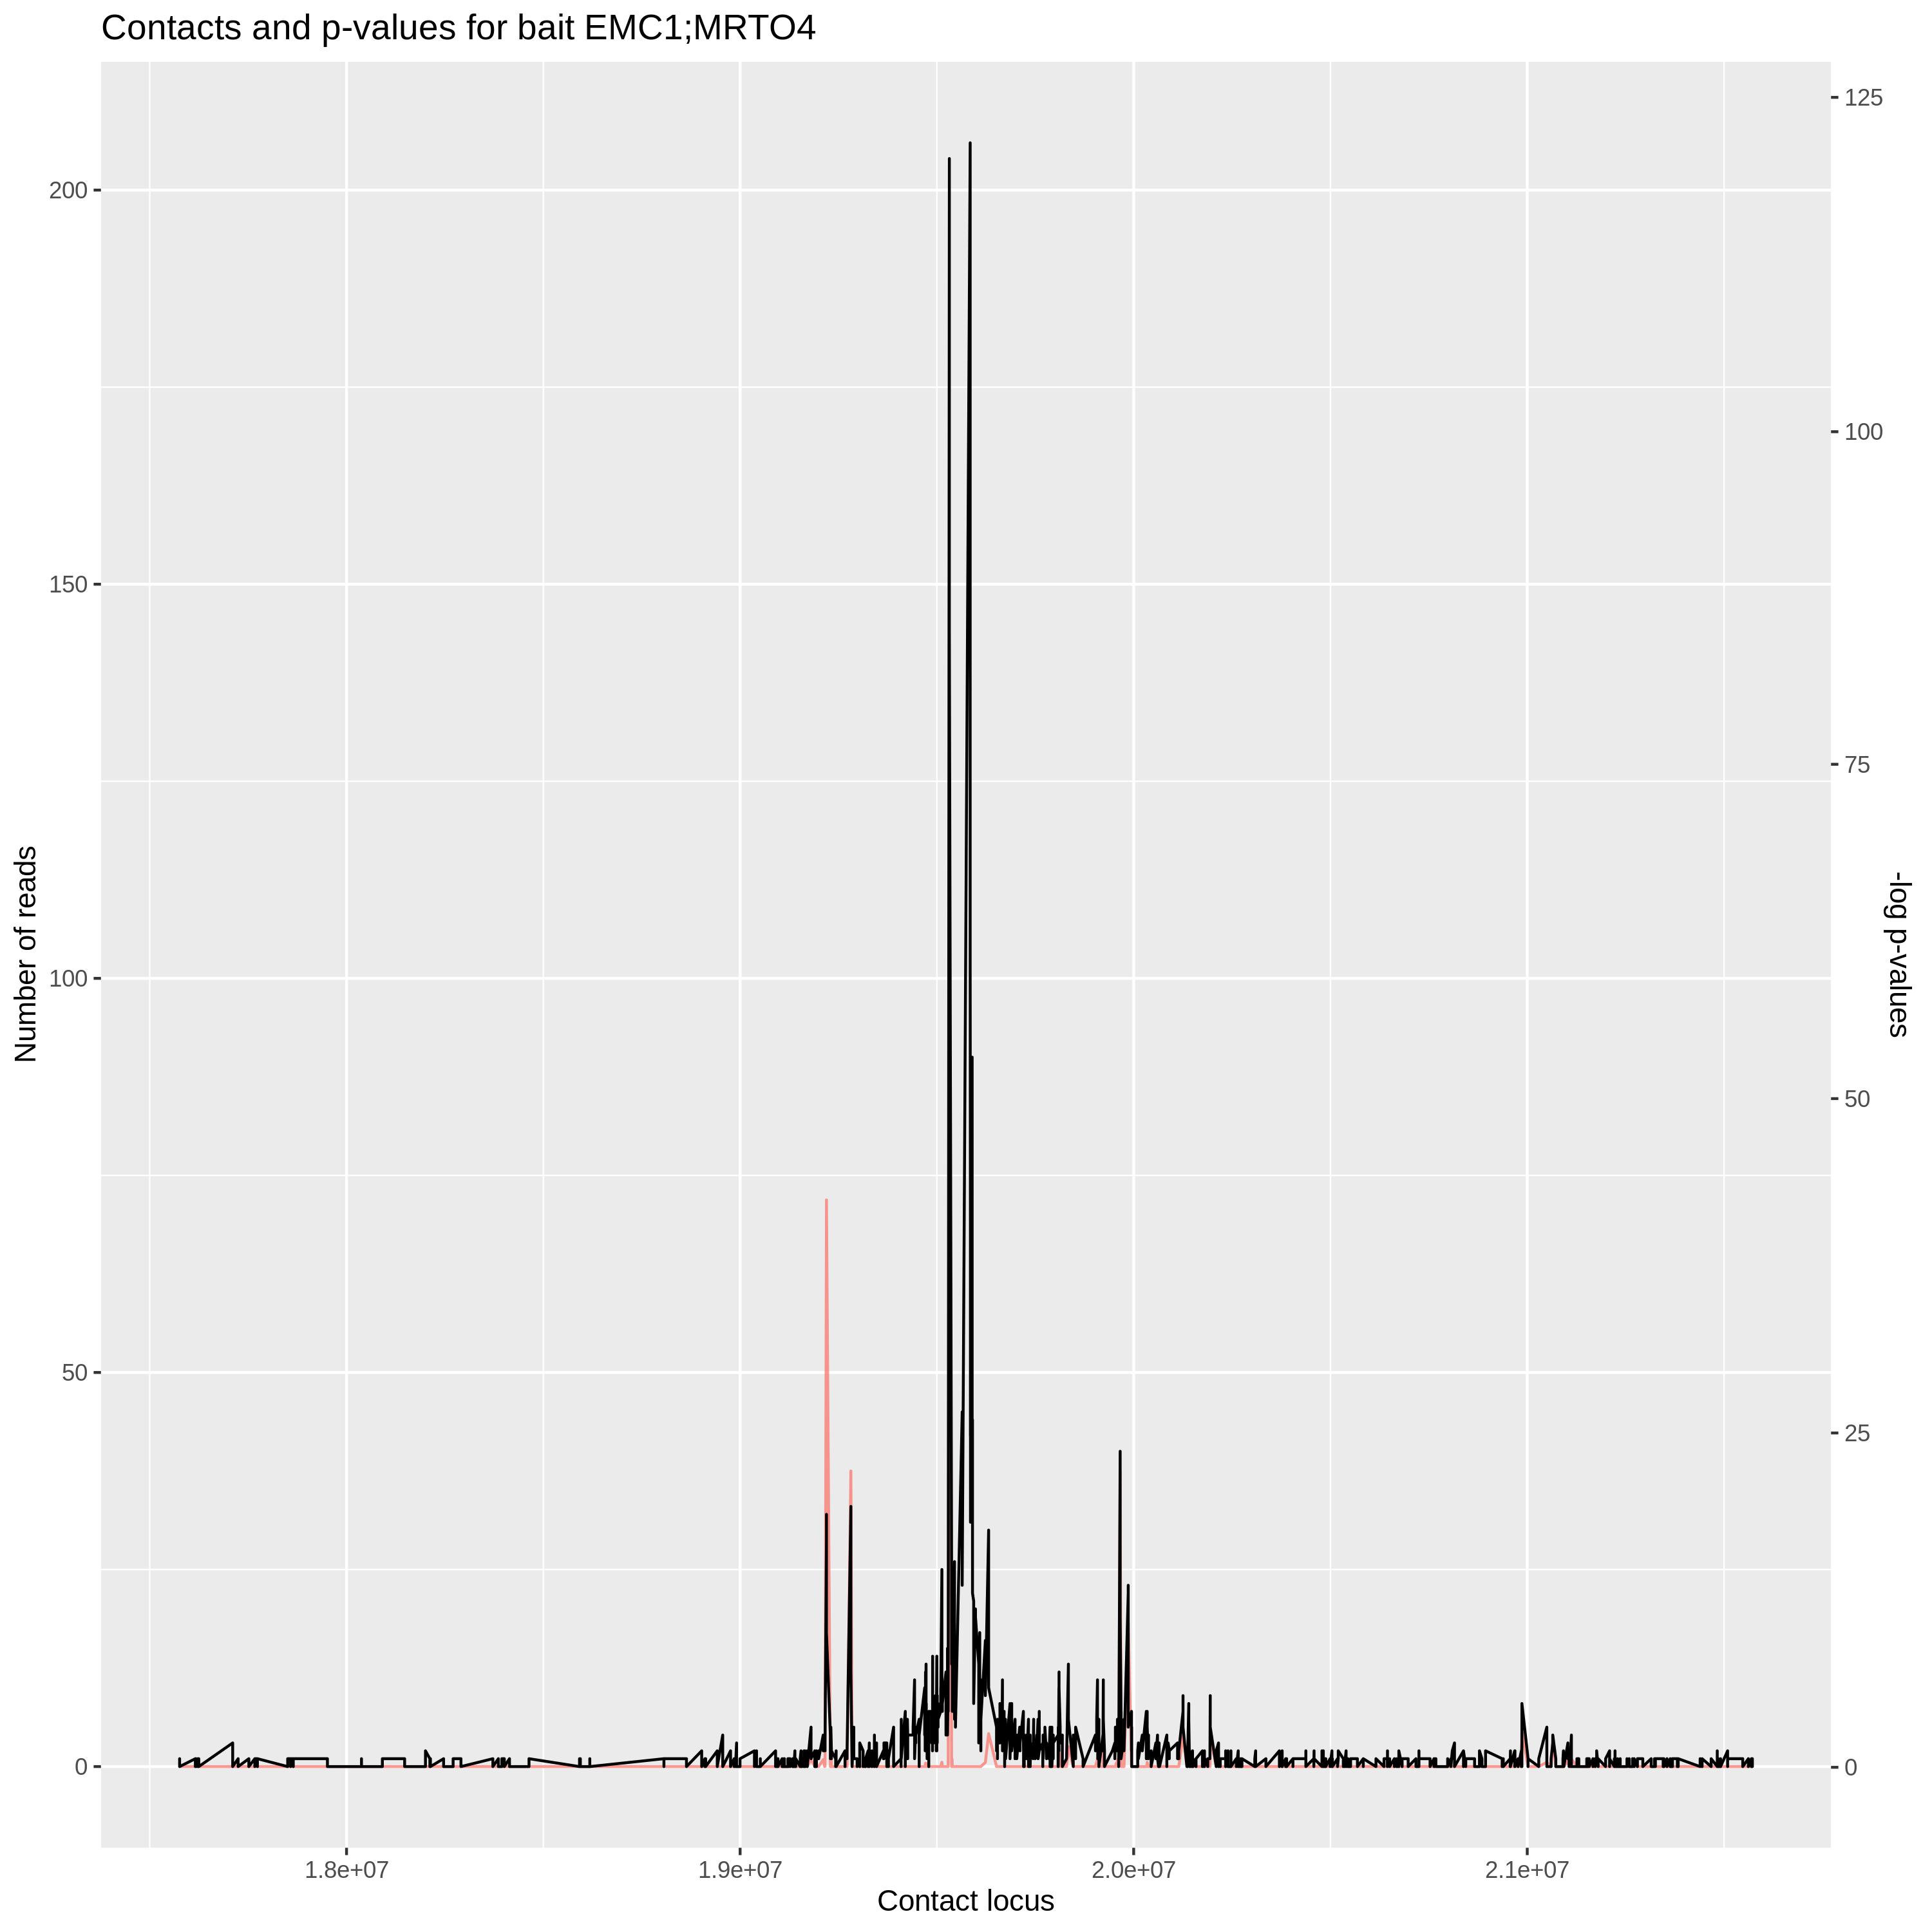 Contacts and p-values for bait EMC1;MRTO4
Number of reads
200
150
100
50
0
125
100
75
50
25
0
-log p-values
1.8e+07
1.9e+07
2.0e+07
2.1e+07
Contact locus